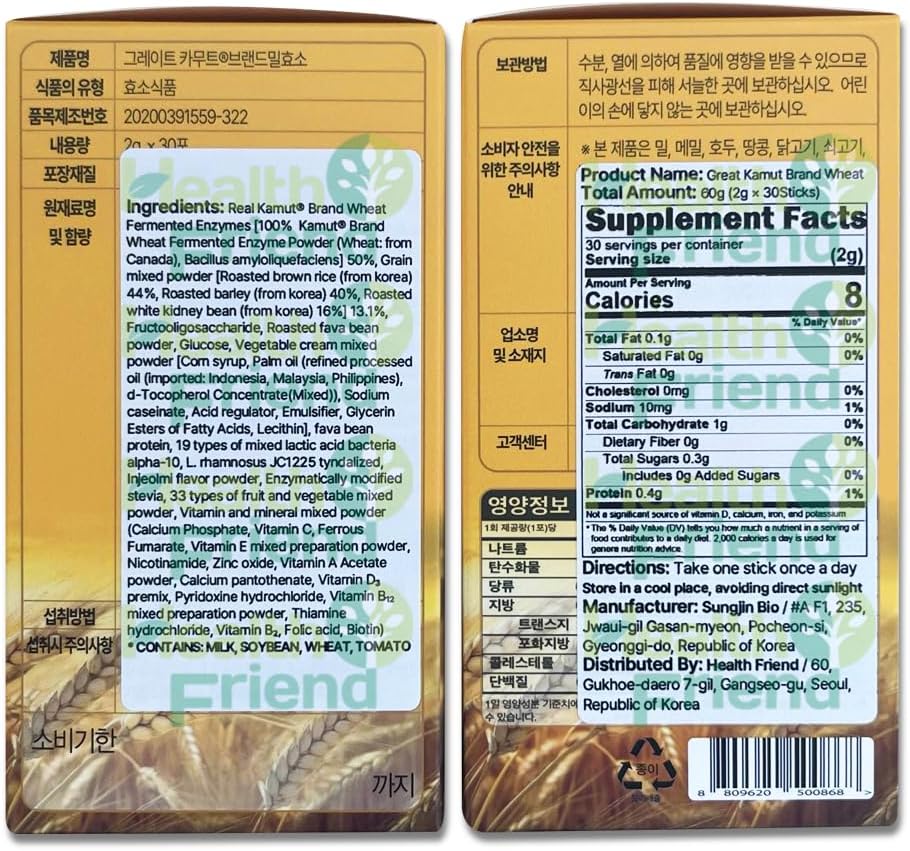 제품명 그레이트 카무트®브랜드밀효소
식품의 유형 효소식품
품목제조번호 20200391559-322
내용량 2g x 30포
포장재질
원재료명
및 함량
Ingredients: Real Kamut® Brand Wheat
Fermented Enzymes [100% Kamut® Brand
Wheat Fermented Enzyme Powder (Wheat: from
Canada), Bacillus amyloliquefaciens] 50%, Grain
mixed powder [Roasted brown rice (from korea)
44%, Roasted barley (from korea) 40%, Roasted
white kidney bean (from korea) 16%] 13.1%,
Fructooligosaccharide, Roasted fava bean
powder, Glucose, Vegetable cream mixed
powder [Corn syrup, Palm oil (refined processed
oil (imported: Indonesia, Malaysia, Philippines),
d-Tocopherol Concentrate(Mixed)), Sodium
caseinate, Acid regulator, Emulsifier, Glycerin
Esters of Fatty Acids, Lecithin], fava bean
protein, 19 types of mixed lactic acid bacteria
alpha-10, L. rhamnosus JC1225 tyndalized,
Injeolmi flavor powder, Enzymatically modified
stevia, 33 types of fruit and vegetable mixed
powder, Vitamin and mineral mixed powder
(Calcium Phosphate, Vitamin C, Ferrous
Fumarate, Vitamin E mixed preparation powder,
Nicotinamide, Zinc oxide, Vitamin A Acetate
powder, Calcium pantothenate, Vitamin D₃
premix, Pyridoxine hydrochloride, Vitamin B₁₂
mixed preparation powder, Thiamine
hydrochloride, Vitamin B₂, Folic acid, Biotin)
* CONTAINS: MILK, SOYBEAN, WHEAT, TOMATO
섭취방법
섭취시 주의사항
소비기한
까지
Health
Friend
Health
Friend
Health
Friend
보관방법 수분, 열에 의하여 품질에 영향을 받을 수 있으므로
직사광선을 피해 서늘한 곳에 보관하십시오. 어린
이의 손에 닿지 않는 곳에 보관하십시오.
소비자 안전을
위한 주의사항
안내
※ 본 제품은 밀, 메밀, 호두, 땅콩, 닭고기, 쇠고기,
업소명
및 소재지
고객센터
Product Name: Great Kamut Brand Wheat
Total Amount: 60g (2g × 30Sticks)
Supplement Facts
30 servings per container
Serving size (2g)
Amount Per Serving
Calories 8
% Daily Value*
Total Fat 0.1g 0%
Saturated Fat 0g 0%
Trans Fat 0g
Cholesterol 0mg 0%
Sodium 10mg 1%
Total Carbohydrate 1g 0%
Dietary Fiber 0g 0%
Total Sugars 0.3g
Includes 0g Added Sugars 0%
Protein 0.4g 1%
Not a significant source of vitamin D, calcium, iron, and potassium
* The % Daily Value (DV) tells you how much a nutrient in a serving of
food contributes to a daily diet. 2,000 calories a day is used for
genera nutrition advice.
Directions: Take one stick once a day
Store in a cool place, avoiding direct sunlight
Manufacturer: Sungjin Bio / #A F1, 235,
Jwaui-gil Gasan-myeon, Pocheon-si,
Gyeonggi-do, Republic of Korea
Distributed By: Health Friend / 60,
Gukhoe-daero 7-gil, Gangseo-gu, Seoul,
Republic of Korea
영양정보
1회 제공량(1포)당
나트륨
탄수화물
당류
지방
트랜스지
포화지방
콜레스테롤
단백질
1일 영양성분 기준치에
수 있습니다.
종이
8 809620 500868 >
Health
Friend
Health
Friend
Health
Friend